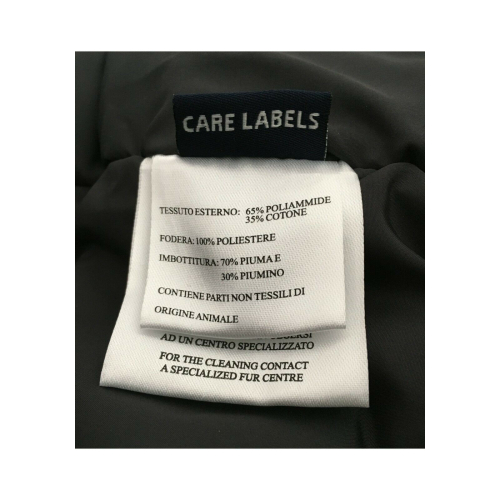 CARE LABELS
TESSUTO ESTERNO: 65% POLIAMMIDE
35% COTONE
FODERA: 100% POLIESTERE
IMBOTTITURA: 70% PIUMA E
30% PIUMINO
CONTIENE PARTI NON TESSILI DI
ORIGINE ANIMALE
AD UN CENTRO SPECIALIZZATO
FOR THE CLEANING CONTACT
A SPECIALIZED FUR CENTRE